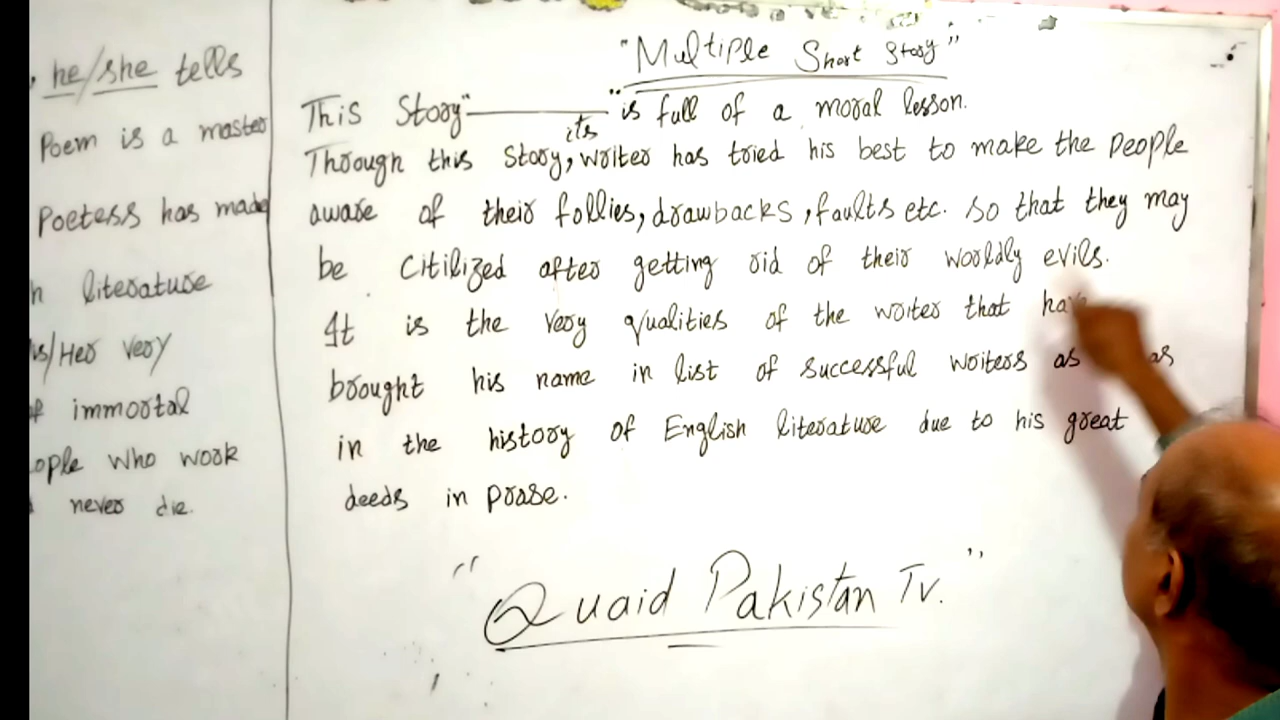 he/she tells
Poem is a master
Poetess has made
literature
/Her very
immortal
ople who work
never die.
"Multiple Short Story"
This Story "________" is full of a moral lesson.
its
Through this Story, writer has tried his best to make the People
aware of their follies, drawbacks, faults etc. so that they may
be Citilized after getting rid of their worldly evils.
It is the very qualities of the writer that have
brought his name in list of successful writers as as
in the history of English literature due to his great
deeds in prose.
"Quaid Pakistan Tv."